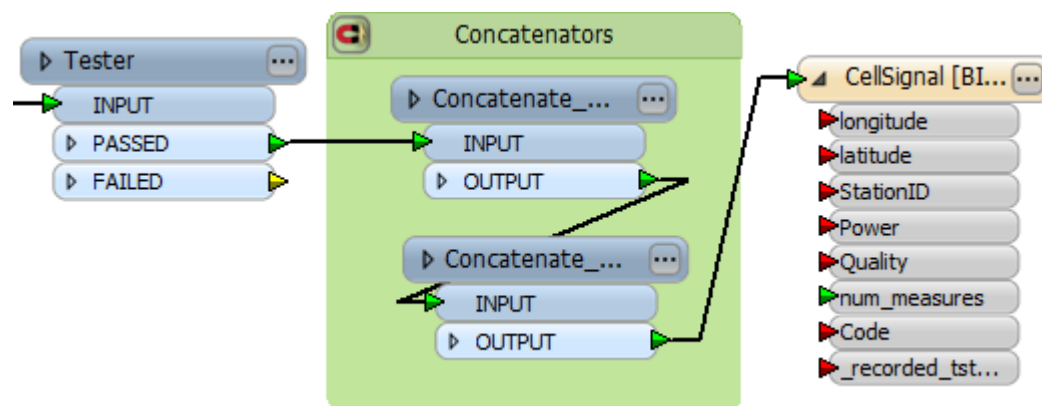 Tester
INPUT
PASSED
FAILED
Concatenators
Concatenate_...
INPUT
OUTPUT
Concatenate_...
INPUT
OUTPUT
CellSignal [BI...
longitude
latitude
StationID
Power
Quality
num_measures
Code
_recorded_tst...